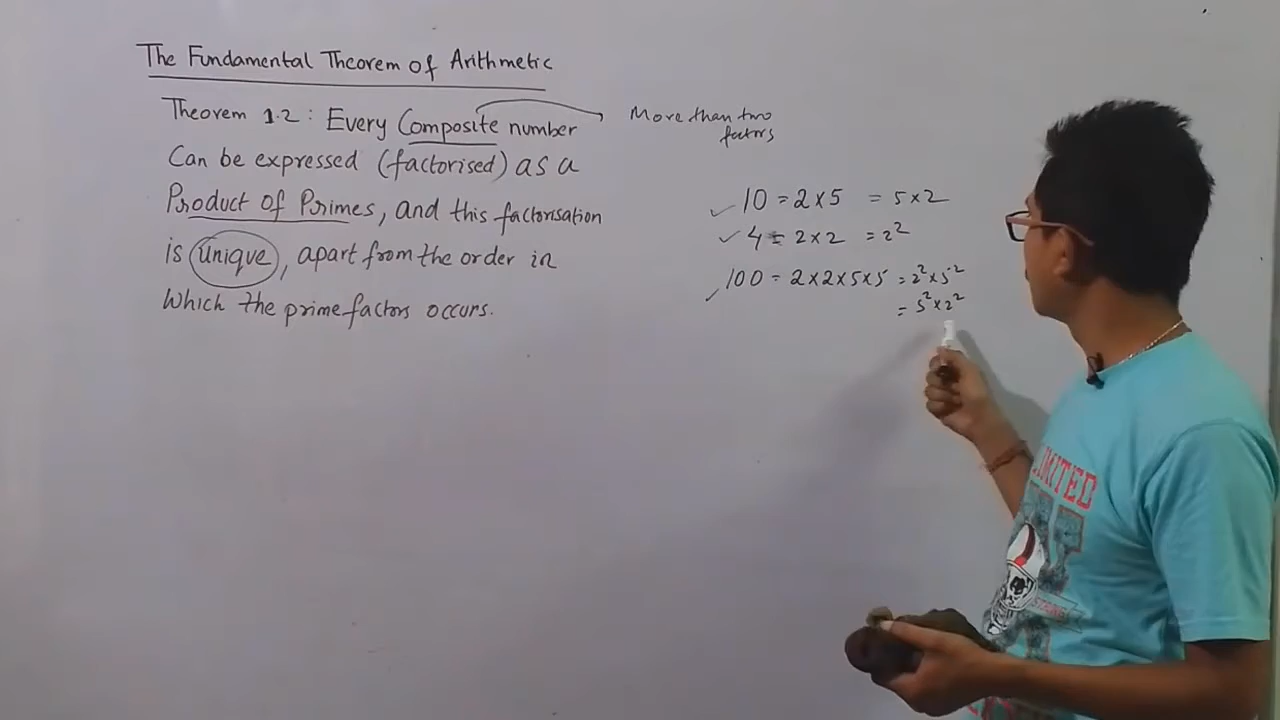 The Fundamental Theorem of Arithmetic
Theorem 1.2 : Every Composite number
Can be expressed (factorised) as a
Product of Primes, and this factorisation
is unique, apart from the order in
Which the prime factors occurs.
More than two
factors
10 = 2 × 5 = 5 × 2
4 = 2 × 2 = 2²
100 = 2 × 2 × 5 × 5 = 2² × 5²
= 5² × 2²
LIMITED